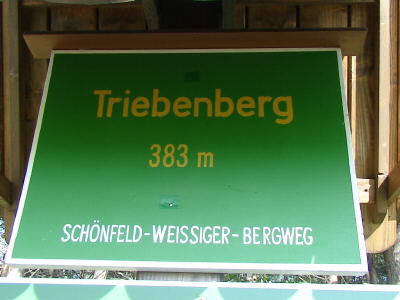 Triebenberg
383 m
SCHÖNFELD-WEISSIGER-BERGWEG